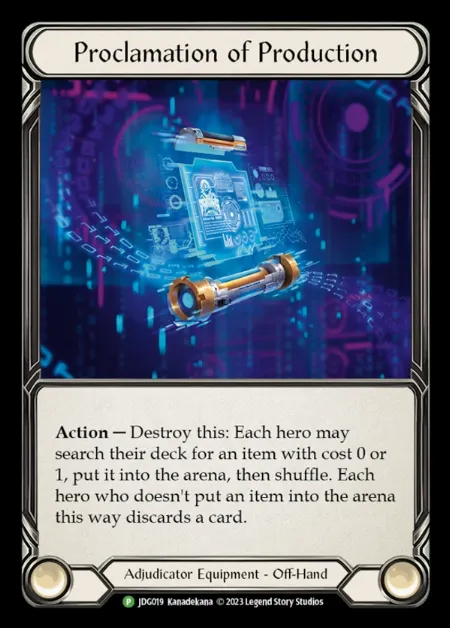 Proclamation of Production
Action — Destroy this: Each hero may
search their deck for an item with cost 0 or
1, put it into the arena, then shuffle. Each
hero who doesn't put an item into the arena
this way discards a card.
Adjudicator Equipment - Off-Hand
P JDG019 Kanadekana © 2023 Legend Story Studios